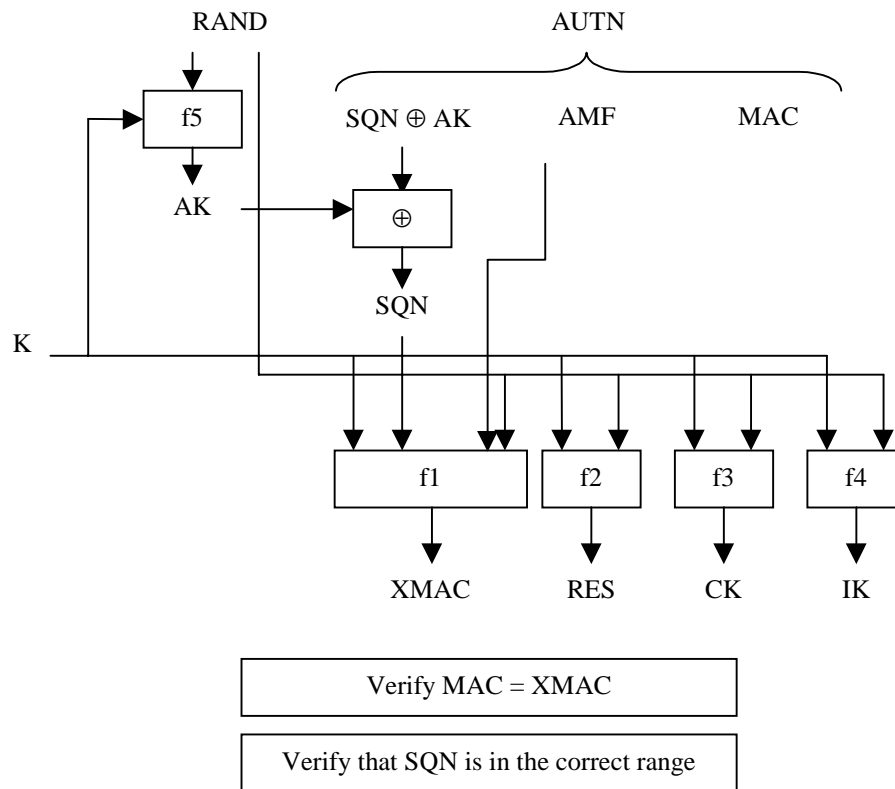 RAND AUTN
f5 SQN ⊕ AK AMF MAC
AK ⊕
SQN
K
f1 f2 f3 f4
XMAC RES CK IK
Verify MAC = XMAC
Verify that SQN is in the correct range